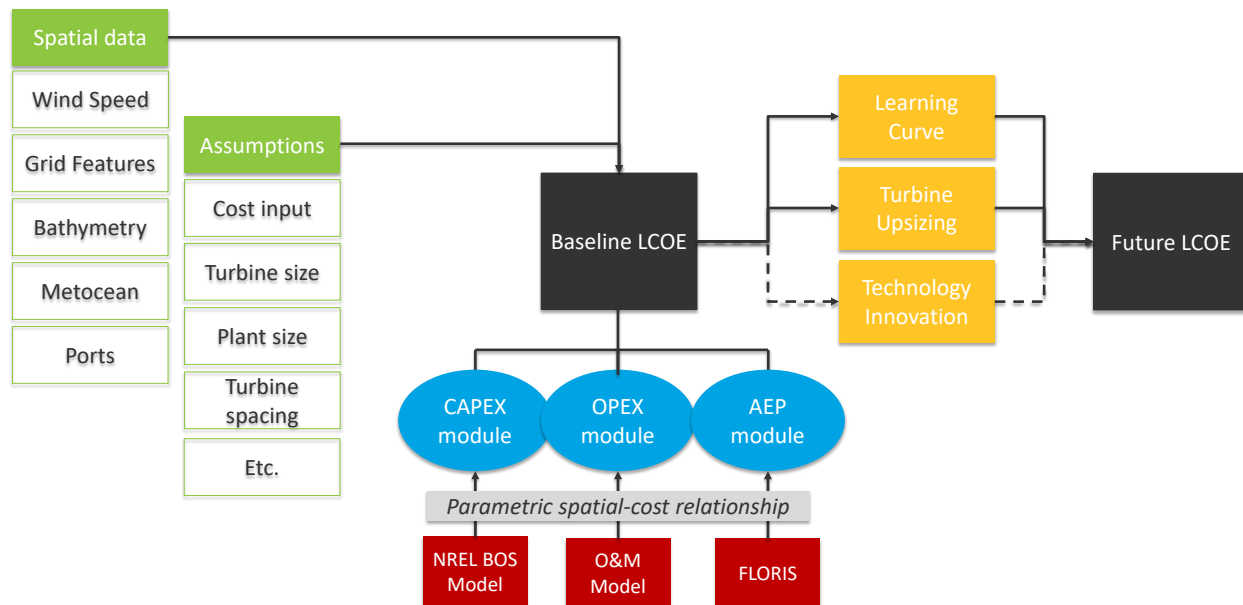 Spatial data
Wind Speed
Grid Features
Bathymetry
Metocean
Ports
Assumptions
Cost input
Turbine size
Plant size
Turbine
spacing
Etc.
Baseline LCOE
Learning
Curve
Turbine
Upsizing
Technology
Innovation
Future LCOE
CAPEX
module
OPEX
module
AEP
module
Parametric spatial-cost relationship
NREL BOS
Model
O&M
Model
FLORIS